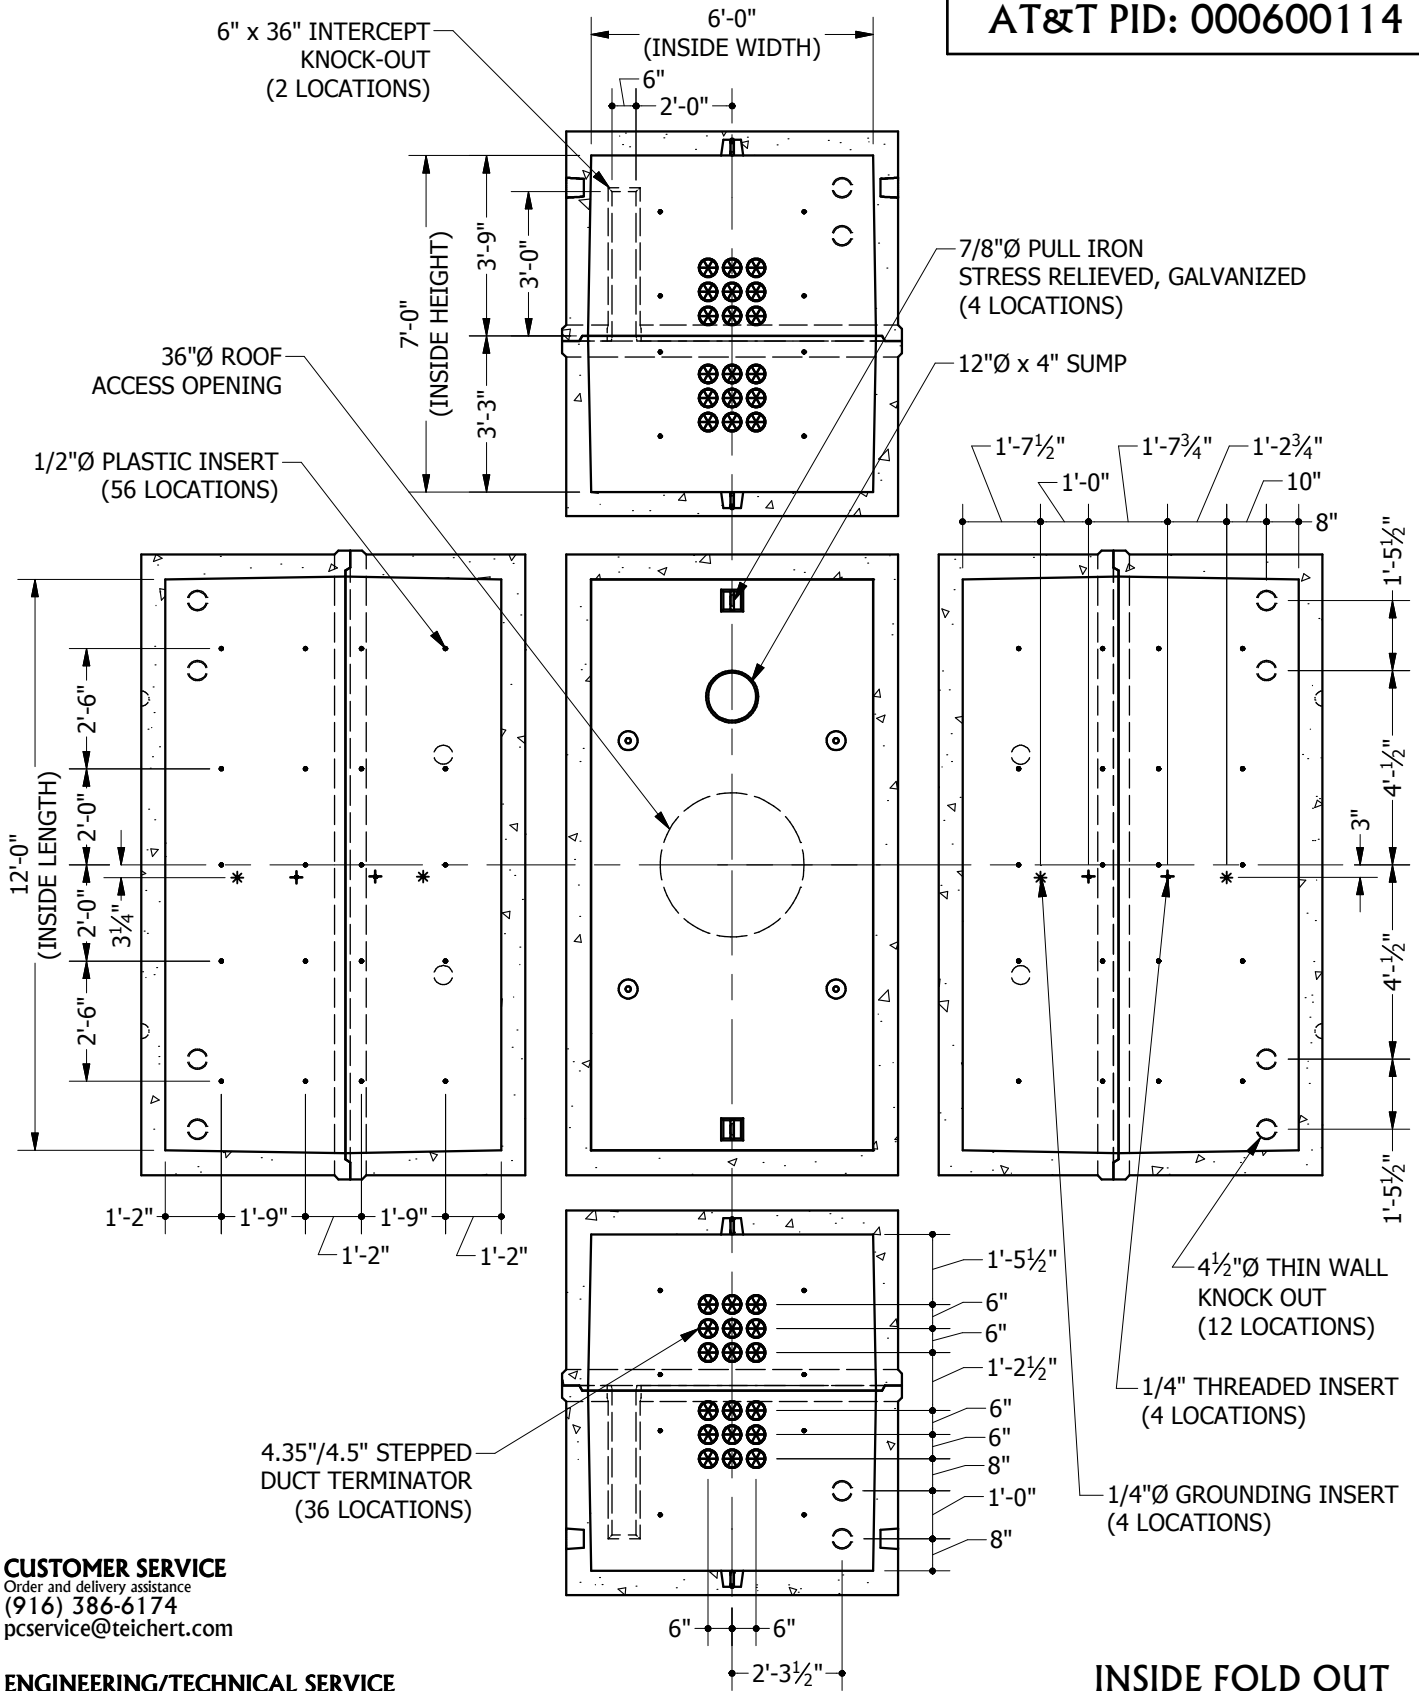 AT&T PID: 000600114
6" x 36" INTERCEPT
KNOCK-OUT
(2 LOCATIONS)
6'-0"
(INSIDE WIDTH)
6"
2'-0"
7'-0"
(INSIDE HEIGHT)
3'-9"
3'-0"
3'-3"
7/8"Ø PULL IRON
STRESS RELIEVED, GALVANIZED
(4 LOCATIONS)
12"Ø x 4" SUMP
36"Ø ROOF
ACCESS OPENING
1/2"Ø PLASTIC INSERT
(56 LOCATIONS)
1'-7½"
1'-0"
1'-7¾"
1'-2¾"
10"
8"
1'-5½"
4'-½"
3"
4'-½"
1'-5½"
12'-0"
(INSIDE LENGTH)
2'-6"
2'-0"
3¼"
2'-0"
2'-6"
1'-2"
1'-9"
1'-2"
1'-9"
1'-2"
1'-5½"
6"
6"
1'-2½"
6"
6"
8"
1'-0"
8"
4½"Ø THIN WALL
KNOCK OUT
(12 LOCATIONS)
1/4" THREADED INSERT
(4 LOCATIONS)
1/4"Ø GROUNDING INSERT
(4 LOCATIONS)
4.35"/4.5" STEPPED
DUCT TERMINATOR
(36 LOCATIONS)
6"
6"
2'-3½"
CUSTOMER SERVICE
Order and delivery assistance
(916) 386-6174
pcservice@teichert.com
ENGINEERING/TECHNICAL SERVICE
INSIDE FOLD OUT